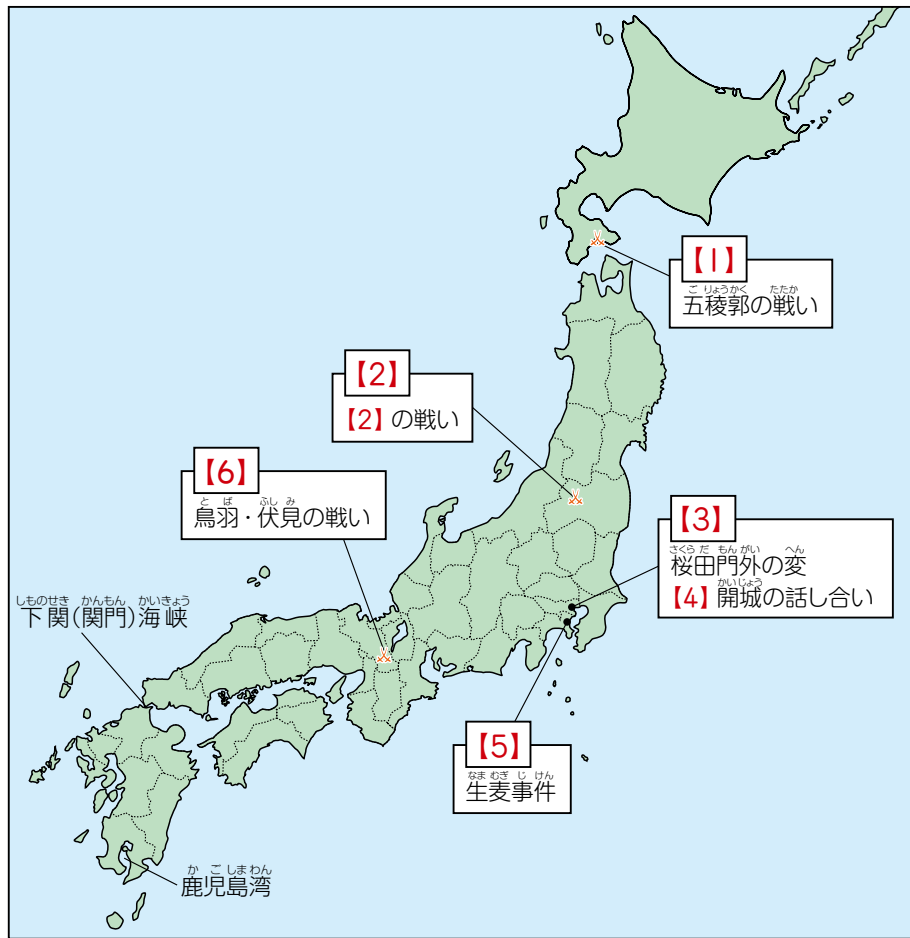 【1】
ごりょうかく たたか
五稜郭の戦い
【2】
【2】の戦い
【6】
とば ふしみ
鳥羽・伏見の戦い
【3】
さくらだもんがい へん
桜田門外の変
かいじょう
【4】開城の話し合い
しものせき かんもん かいきょう
下関(関門)海峡
【5】
なまむぎじけん
生麦事件
かごしまわん
鹿児島湾